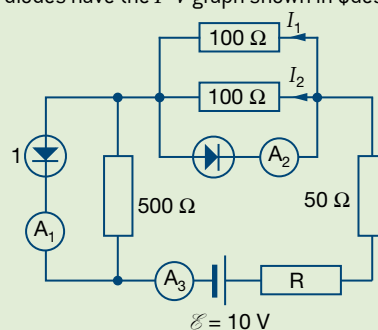 diodes have the I–V graph shown in
100 Ω I₁
100 Ω I₂
1
A₂
500 Ω
50 Ω
A₁
A₃
R
ℰ = 10 V